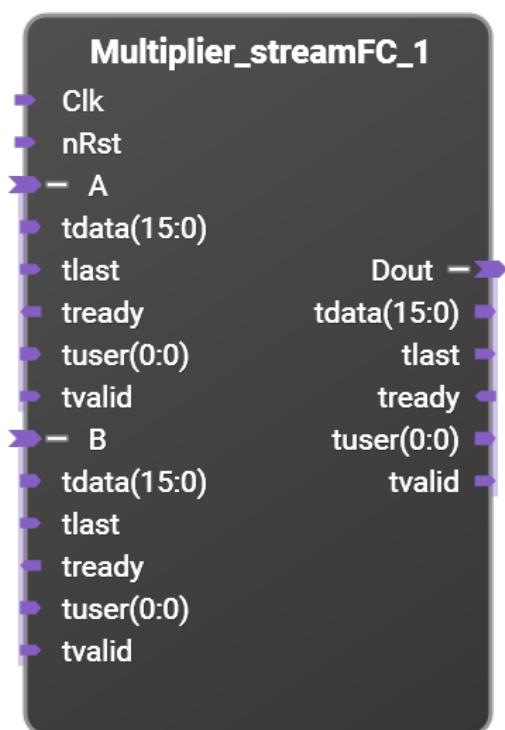 Multiplier_streamFC_1
Clk
nRst
A
tdata(15:0)
tlast
tready
tuser(0:0)
tvalid
B
tdata(15:0)
tlast
tready
tuser(0:0)
tvalid
Dout
tdata(15:0)
tlast
tready
tuser(0:0)
tvalid